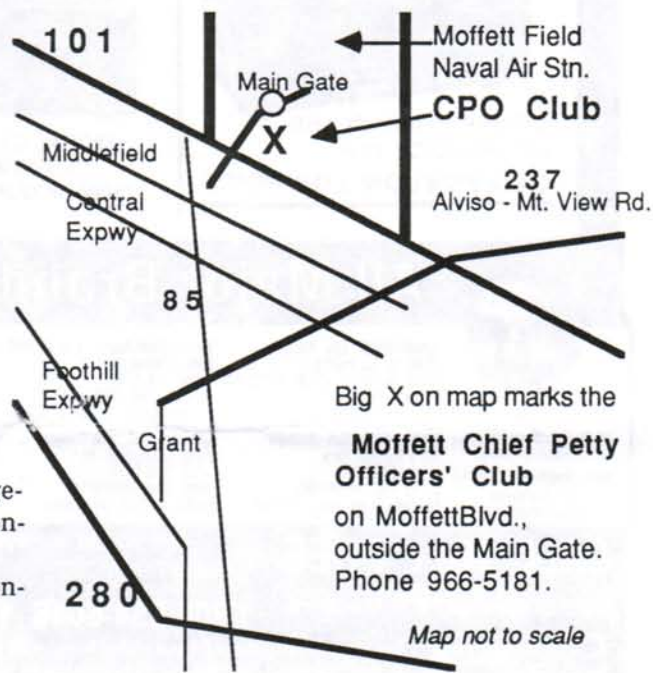 101
Moffett Field
Naval Air Stn.
Main Gate
CPO Club
X
Middlefield
237
Alviso - Mt. View Rd.
Central
Expwy
85
Foothill
Expwy
Grant
Big X on map marks the
Moffett Chief Petty
Officers' Club
on MoffettBlvd.,
outside the Main Gate.
Phone 966-5181.
re-
n-
n-
280
Map not to scale